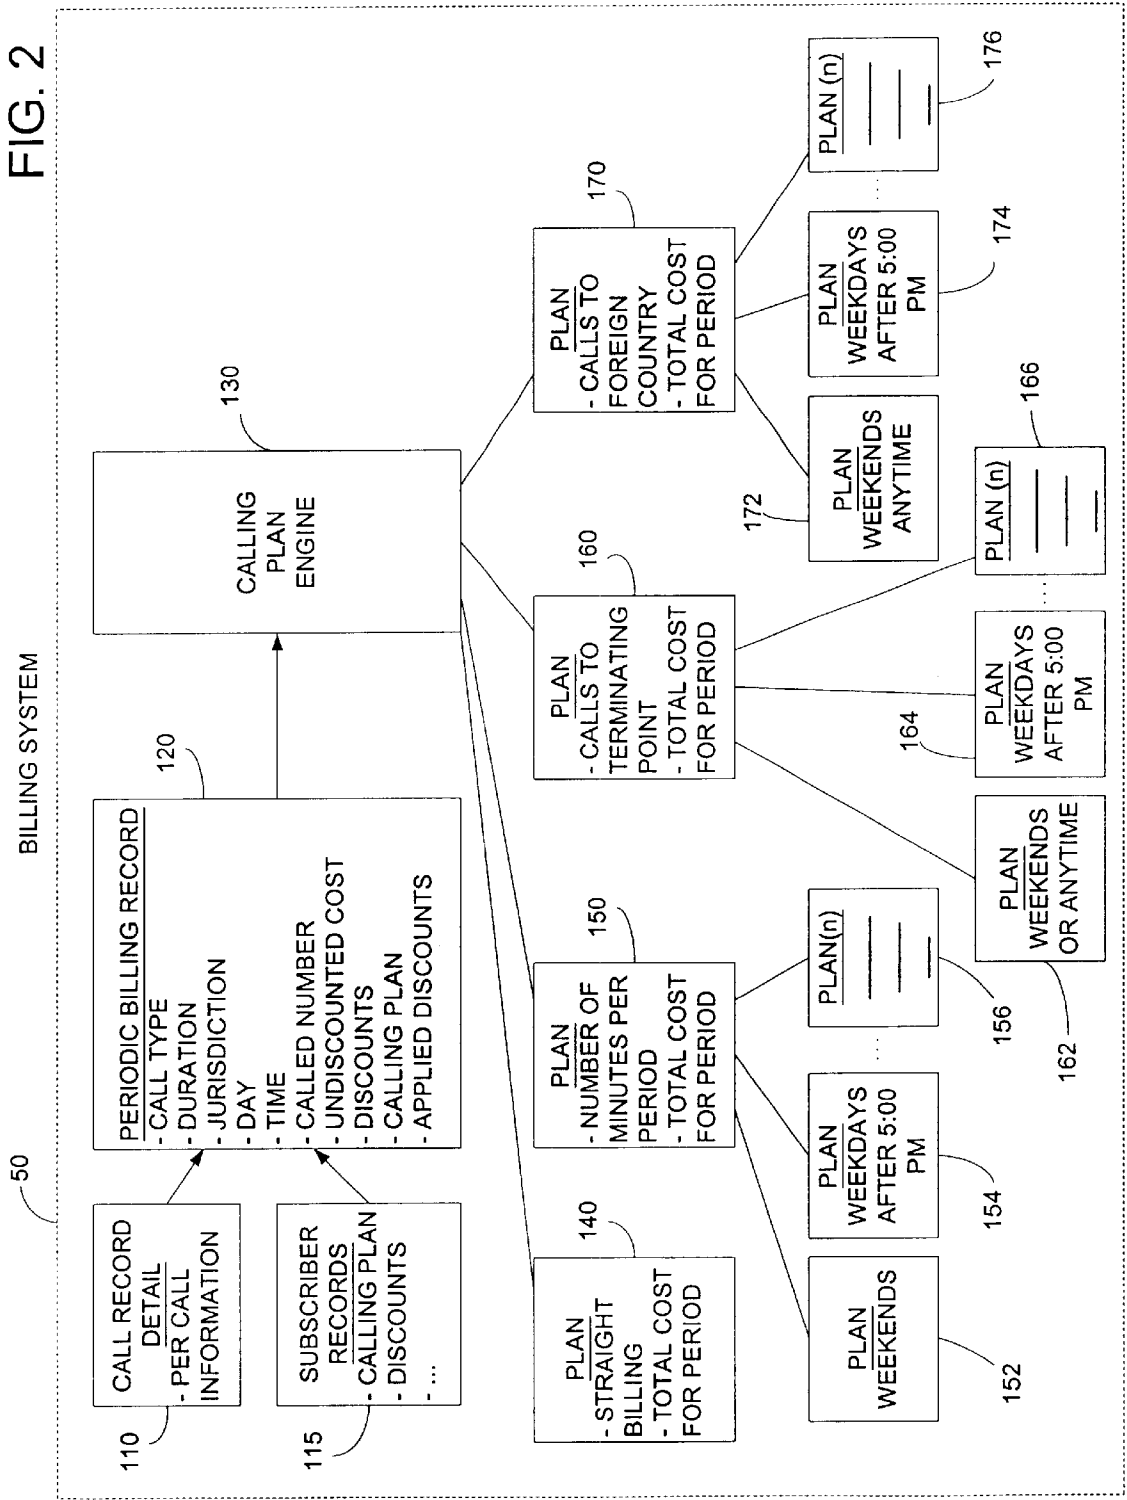 FIG. 2
BILLING SYSTEM
50
CALL RECORD
DETAIL
- PER CALL
INFORMATION
110
SUBSCRIBER
RECORDS
- CALLING PLAN
- DISCOUNTS
- ...
115
PERIODIC BILLING RECORD
- CALL TYPE
- DURATION
- JURISDICTION
- DAY
- TIME
- CALLED NUMBER
- UNDISCOUNTED COST
- DISCOUNTS
- CALLING PLAN
- APPLIED DISCOUNTS
120
CALLING
PLAN
ENGINE
130
PLAN
- STRAIGHT
BILLING
- TOTAL COST
FOR PERIOD
140
PLAN
- NUMBER OF
MINUTES PER
PERIOD
- TOTAL COST
FOR PERIOD
150
PLAN
- CALLS TO
TERMINATING
POINT
- TOTAL COST
FOR PERIOD
160
PLAN
- CALLS TO
FOREIGN
COUNTRY
- TOTAL COST
FOR PERIOD
170
PLAN
WEEKENDS
152
PLAN
WEEKDAYS
AFTER 5:00
PM
154
.....
PLAN(n)
156
PLAN
WEEKENDS
OR ANYTIME
162
PLAN
WEEKDAYS
AFTER 5:00
PM
164
.....
PLAN (n)
166
PLAN
WEEKENDS
ANYTIME
172
PLAN
WEEKDAYS
AFTER 5:00
PM
174
.....
PLAN (n)
176